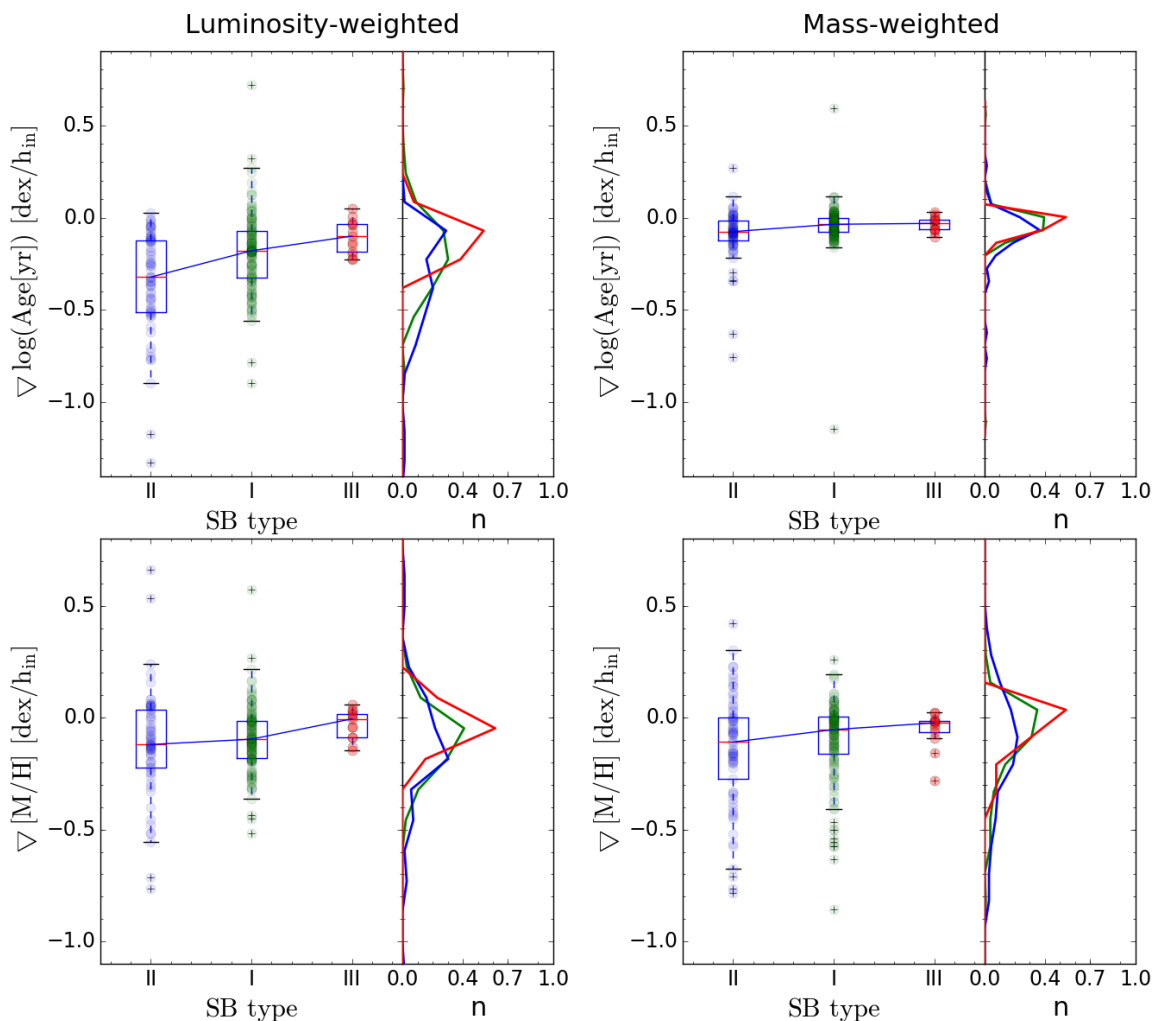 Luminosity-weighted
Mass-weighted
▽ log(Age[yr]) [dex/h_in]
0.5
0.0
−0.5
−1.0
II I III 0.0 0.4 0.7 1.0
SB type n
▽ log(Age[yr]) [dex/h_in]
0.5
0.0
−0.5
−1.0
II I III 0.0 0.4 0.7 1.0
SB type n
▽ [M/H] [dex/h_in]
0.5
0.0
−0.5
−1.0
II I III 0.0 0.4 0.7 1.0
SB type n
▽ [M/H] [dex/h_in]
0.5
0.0
−0.5
−1.0
II I III 0.0 0.4 0.7 1.0
SB type n